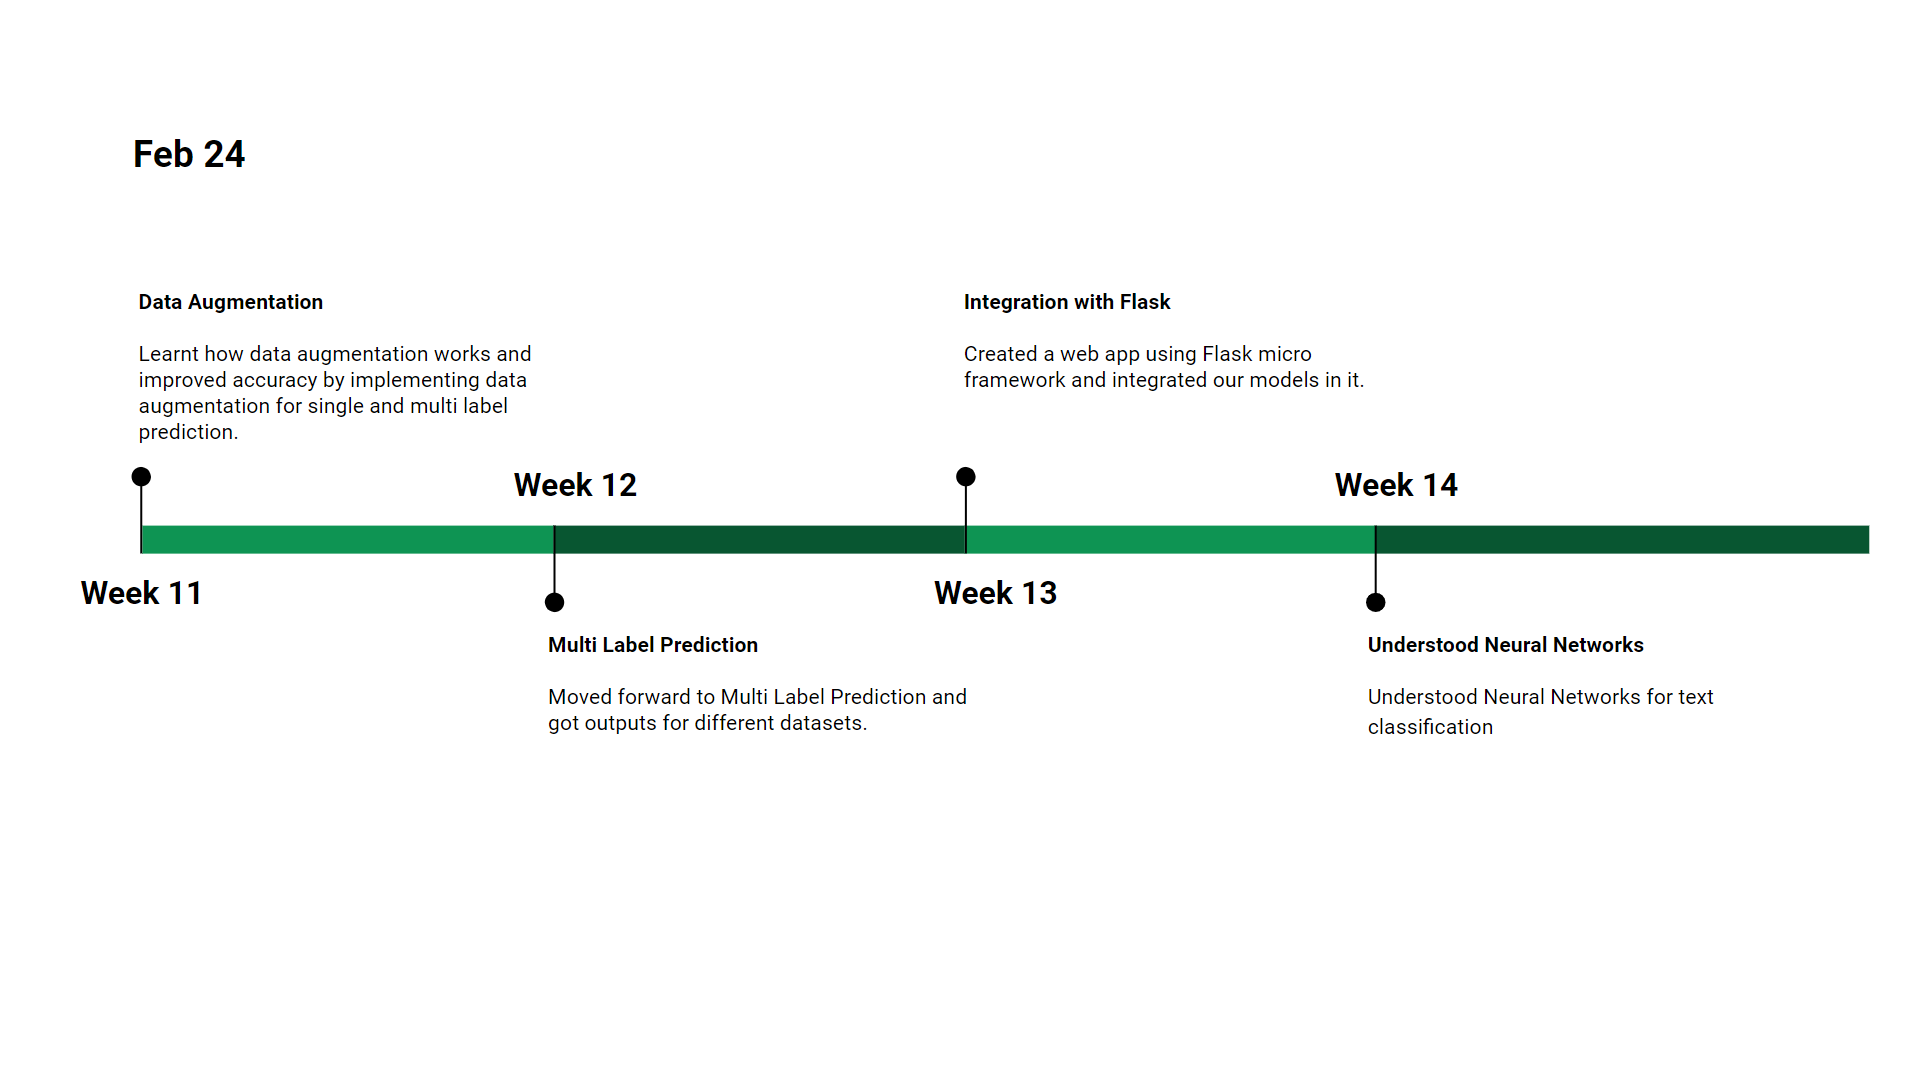 Feb 24
Data Augmentation
Learnt how data augmentation works and
improved accuracy by implementing data
augmentation for single and multi label
prediction.
Integration with Flask
Created a web app using Flask micro
framework and integrated our models in it.
Week 12
Week 14
Week 11
Week 13
Multi Label Prediction
Moved forward to Multi Label Prediction and
got outputs for different datasets.
Understood Neural Networks
Understood Neural Networks for text
classification